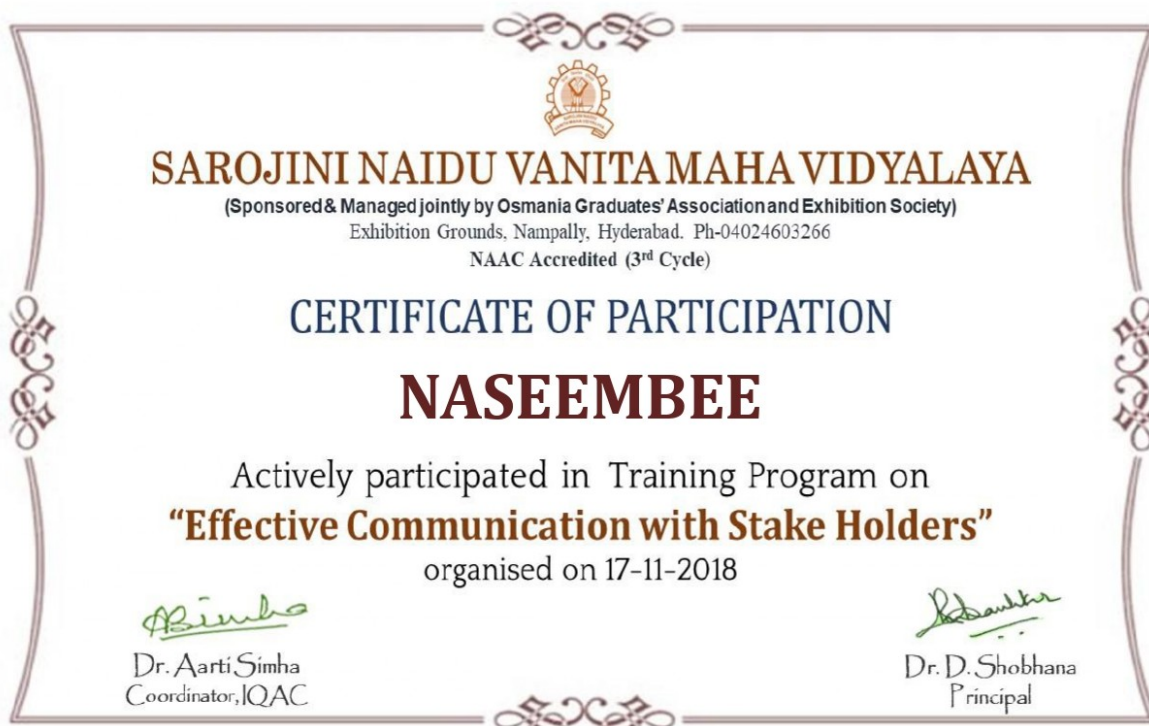 SAROJINI NAIDU VANITA MAHA VIDYALAYA
(Sponsored & Managed jointly by Osmania Graduates' Association and Exhibition Society)
Exhibition Grounds, Nampally, Hyderabad. Ph-04024603266
NAAC Accredited (3rd Cycle)
CERTIFICATE OF PARTICIPATION
NASEEMBEE
Actively participated in Training Program on
“Effective Communication with Stake Holders”
organised on 17-11-2018
Dr. Aarti Simha
Coordinator, IQAC
Dr. D. Shobhana
Principal